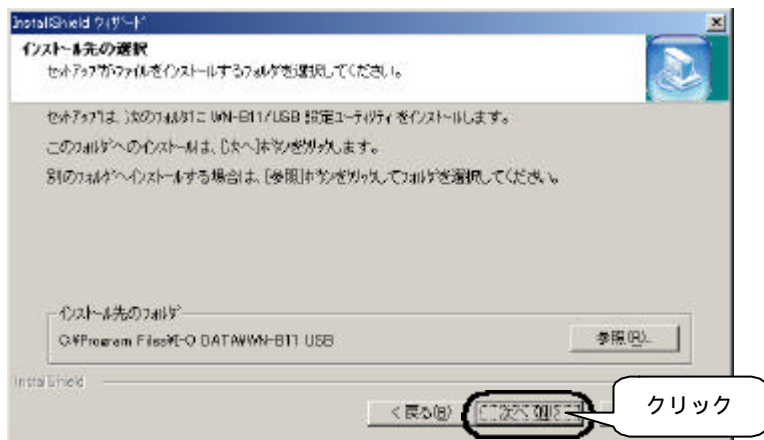 InstallShield ウィザード
インストール先の選択
セットアップがファイルをインストールするフォルダを選択してください。
セットアップは、次のフォルダに WN-B11/USB 設定ユーティリティ をインストールします。
このフォルダへのインストールは、[次へ]ボタンをクリックします。
別のフォルダへインストールする場合は、[参照]ボタンをクリックしてフォルダを選択してください。
インストール先のフォルダ
C:¥Program Files¥I-O DATA¥WN-B11 USB
参照(R)...
InstallShield
< 戻る(B)
次へ(N) >
クリック